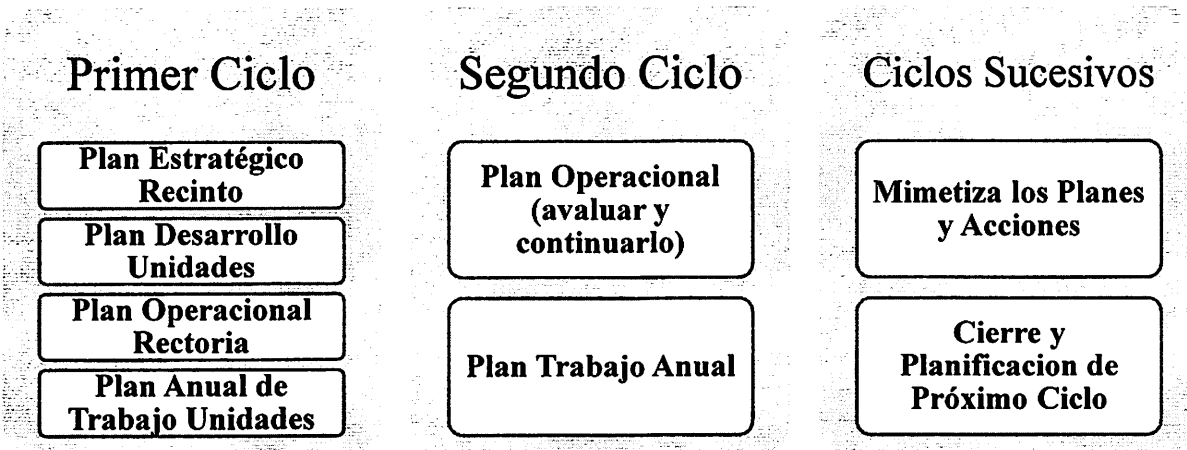 Primer Ciclo
Plan Estratégico
Recinto
Plan Desarrollo
Unidades
Plan Operacional
Rectoria
Plan Anual de
Trabajo Unidades
Segundo Ciclo
Plan Operacional
(avaluar y
continuarlo)
Plan Trabajo Anual
Ciclos Sucesivos
Mimetiza los Planes
y Acciones
Cierre y
Planificacion de
Próximo Ciclo